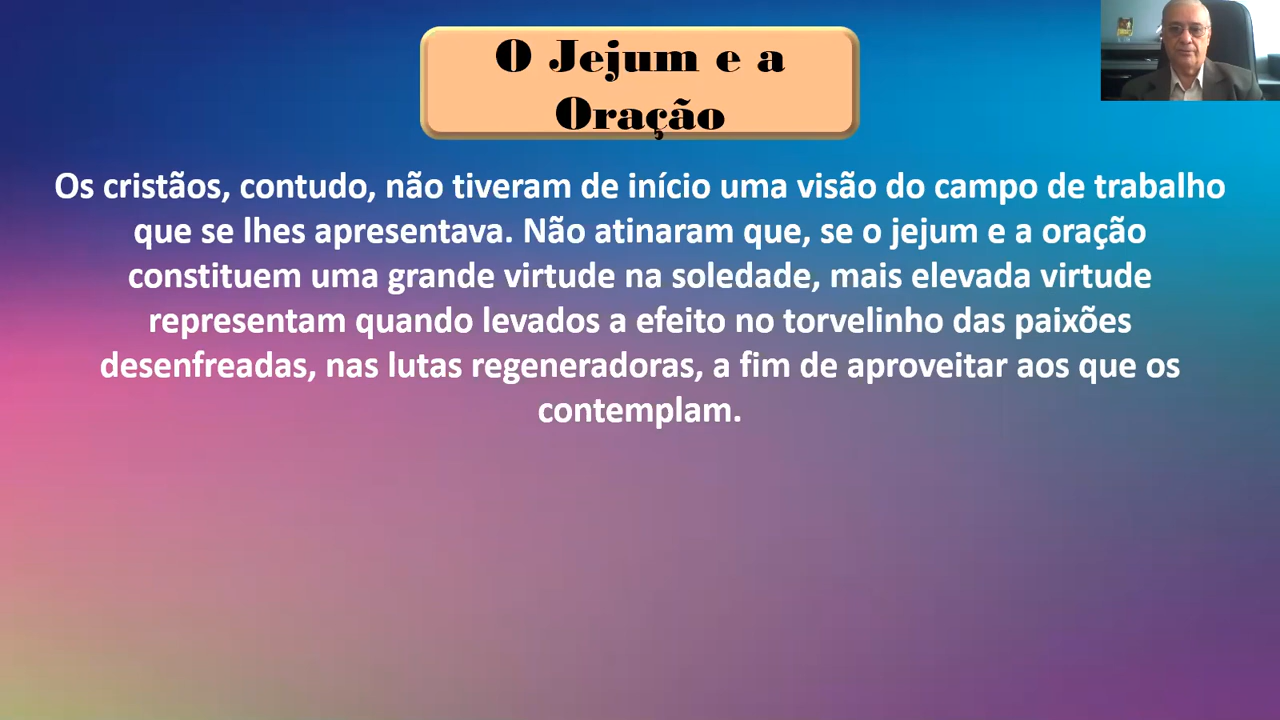 O Jejum e a
Oração
Os cristãos, contudo, não tiveram de início uma visão do campo de trabalho
que se lhes apresentava. Não atinaram que, se o jejum e a oração
constituem uma grande virtude na soledade, mais elevada virtude
representam quando levados a efeito no torvelinho das paixões
desenfreadas, nas lutas regeneradoras, a fim de aproveitar aos que os
contemplam.